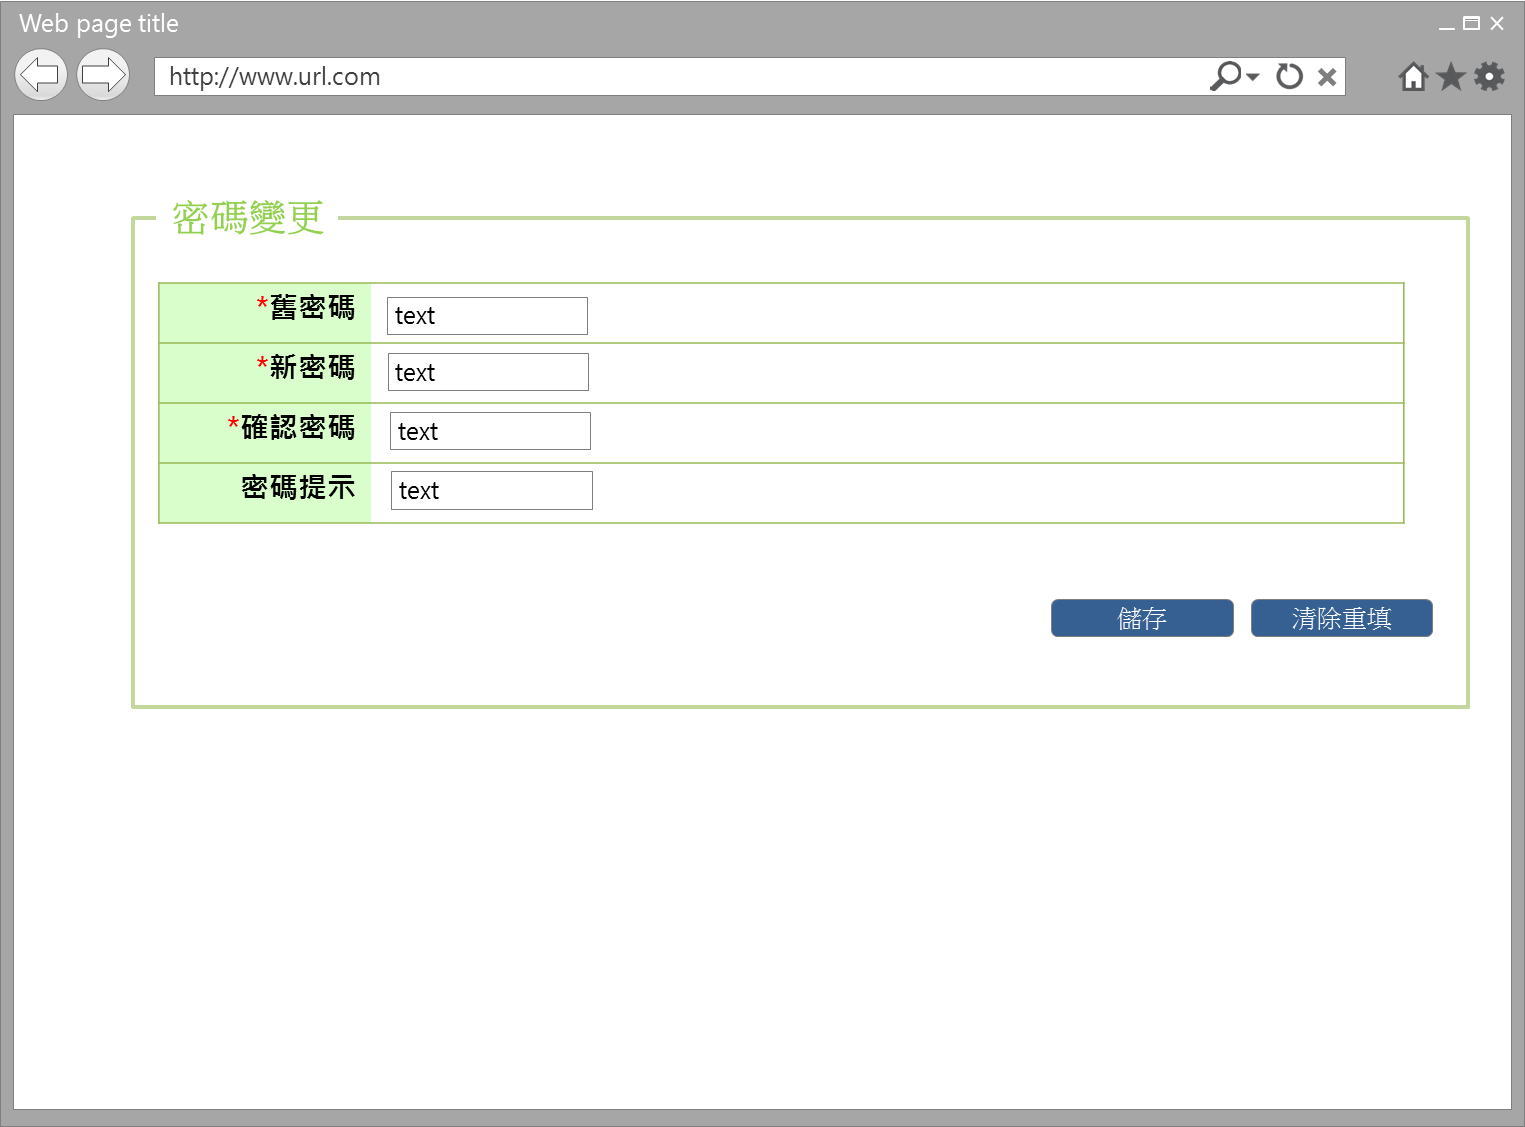 Web page title
http://www.url.com
密碼變更
*舊密碼 text
*新密碼 text
*確認密碼 text
密碼提示 text
儲存 清除重填